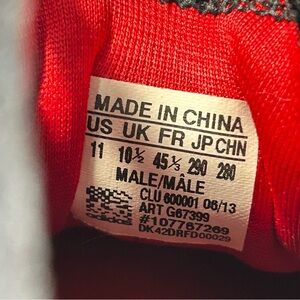 MADE IN CHINA
US UK FR JP CHN
11 10½ 45⅓ 290 280
MALE/MÂLE
CLU 600001 06/13
ART G67399
#107767269
DK42DRFD00029